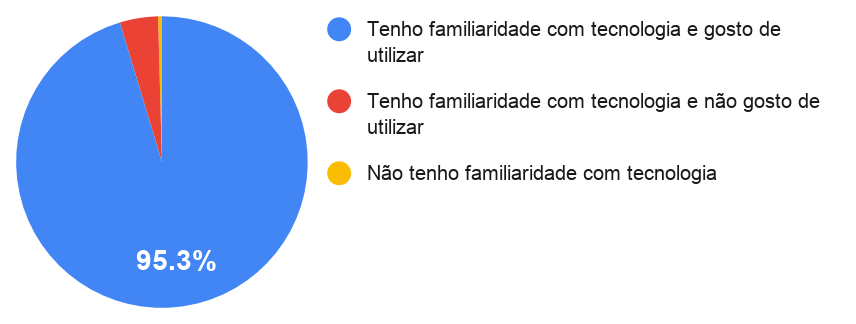 Tenho familiaridade com tecnologia e gosto de
utilizar
Tenho familiaridade com tecnologia e não gosto de
utilizar
Não tenho familiaridade com tecnologia
95.3%